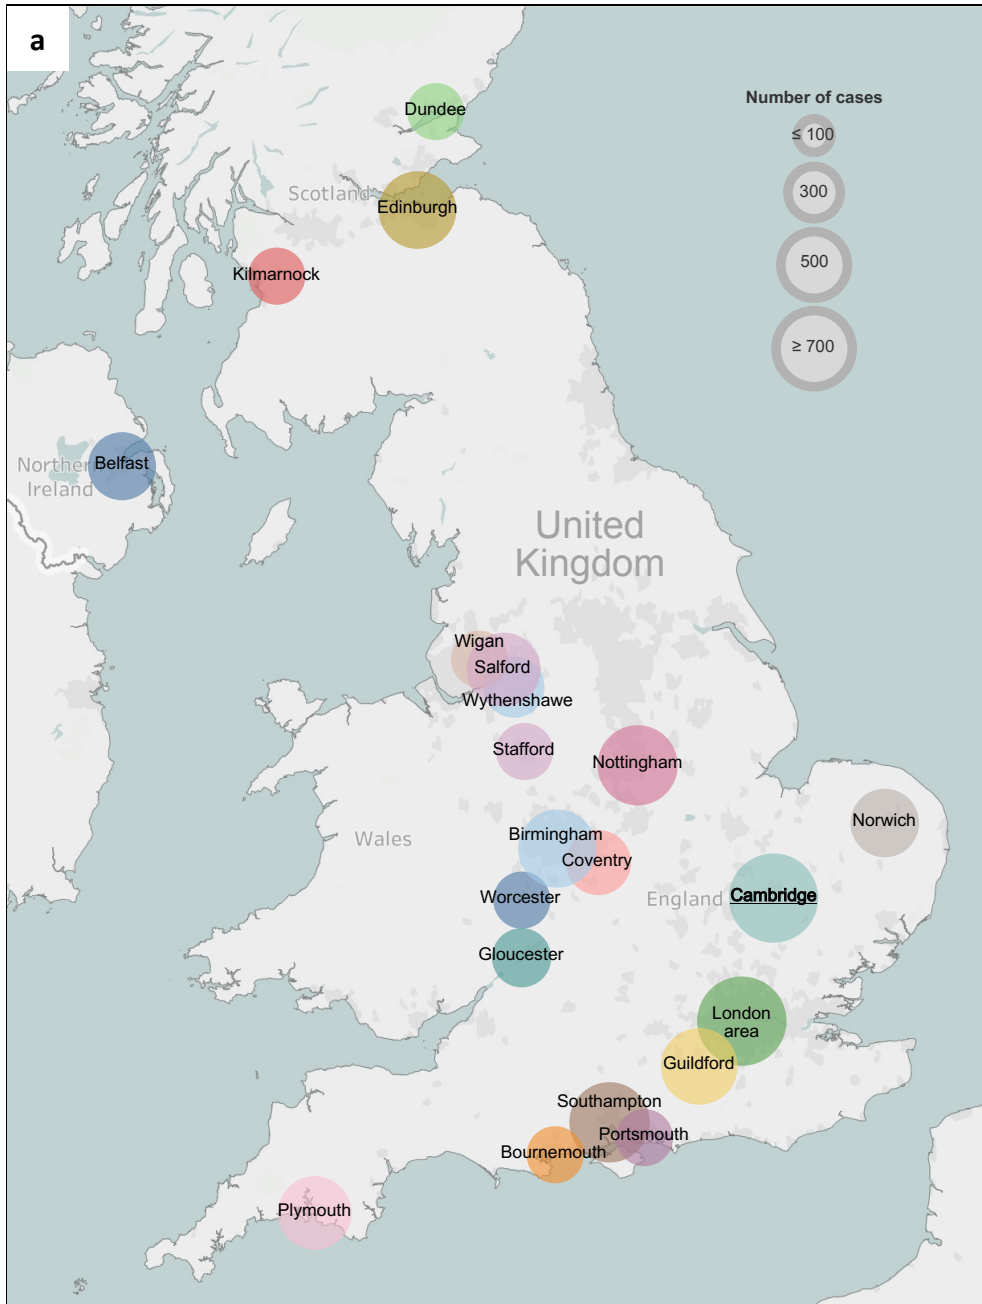 a
Number of cases
≤ 100
300
500
≥ 700
Dundee
Scotland
Edinburgh
Kilmarnock
Belfast
Norther
Ireland
United
Kingdom
Wigan
Salford
Wythenshawe
Stafford
Nottingham
Birmingham
Coventry
Wales
Norwich
England
Cambridge
Worcester
Gloucester
London
area
Guildford
Southampton
Portsmouth
Bournemouth
Plymouth